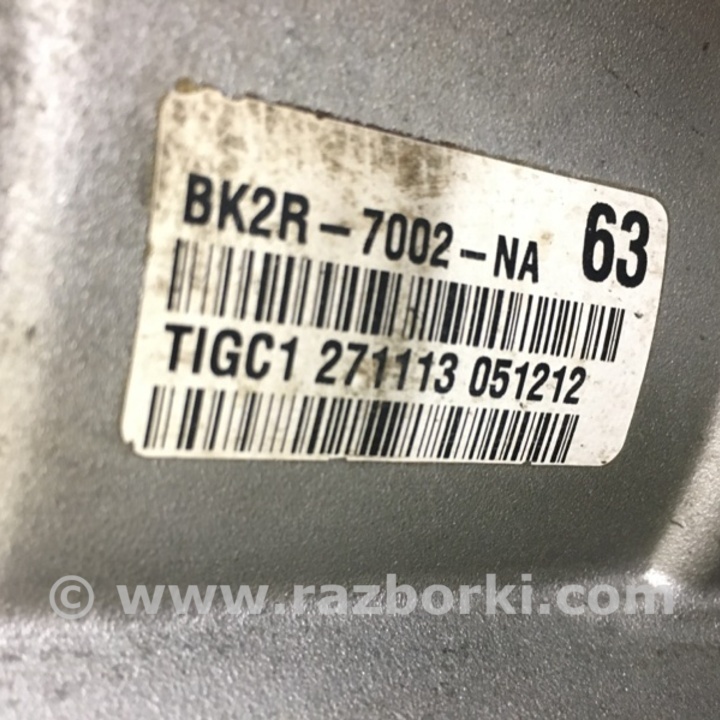 BK2R-7002-NA 63
TIGC1 271113 051212
© www.razborki.com